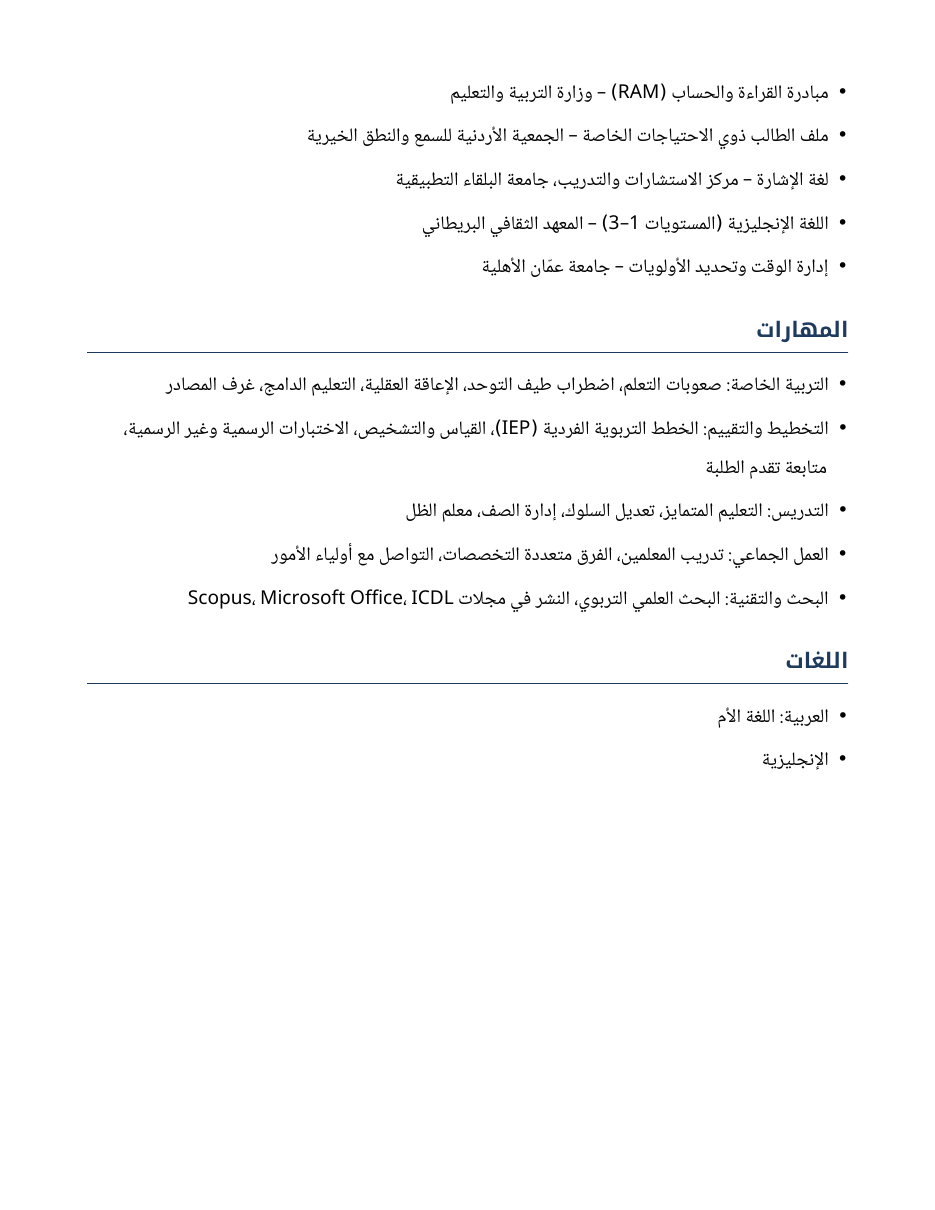 • مبادرة القراءة والحساب (RAM) – وزارة التربية والتعليم
• ملف الطالب ذوي الاحتياجات الخاصة – الجمعية الأردنية للسمع والنطق الخيرية
• لغة الإشارة – مركز الاستشارات والتدريب، جامعة البلقاء التطبيقية
• اللغة الإنجليزية (المستويات 1–3) – المعهد الثقافي البريطاني
• إدارة الوقت وتحديد الأولويات – جامعة عمّان الأهلية
المهارات
• التربية الخاصة: صعوبات التعلم، اضطراب طيف التوحد، الإعاقة العقلية، التعليم الدامج، غرف المصادر
• التخطيط والتقييم: الخطط التربوية الفردية (IEP)، القياس والتشخيص، الاختبارات الرسمية وغير الرسمية،
متابعة تقدم الطلبة
• التدريس: التعليم المتمايز، تعديل السلوك، إدارة الصف، معلم الظل
• العمل الجماعي: تدريب المعلمين، الفرق متعددة التخصصات، التواصل مع أولياء الأمور
• البحث والتقنية: البحث العلمي التربوي، النشر في مجلات Scopus، Microsoft Office، ICDL
اللغات
• العربية: اللغة الأم
• الإنجليزية